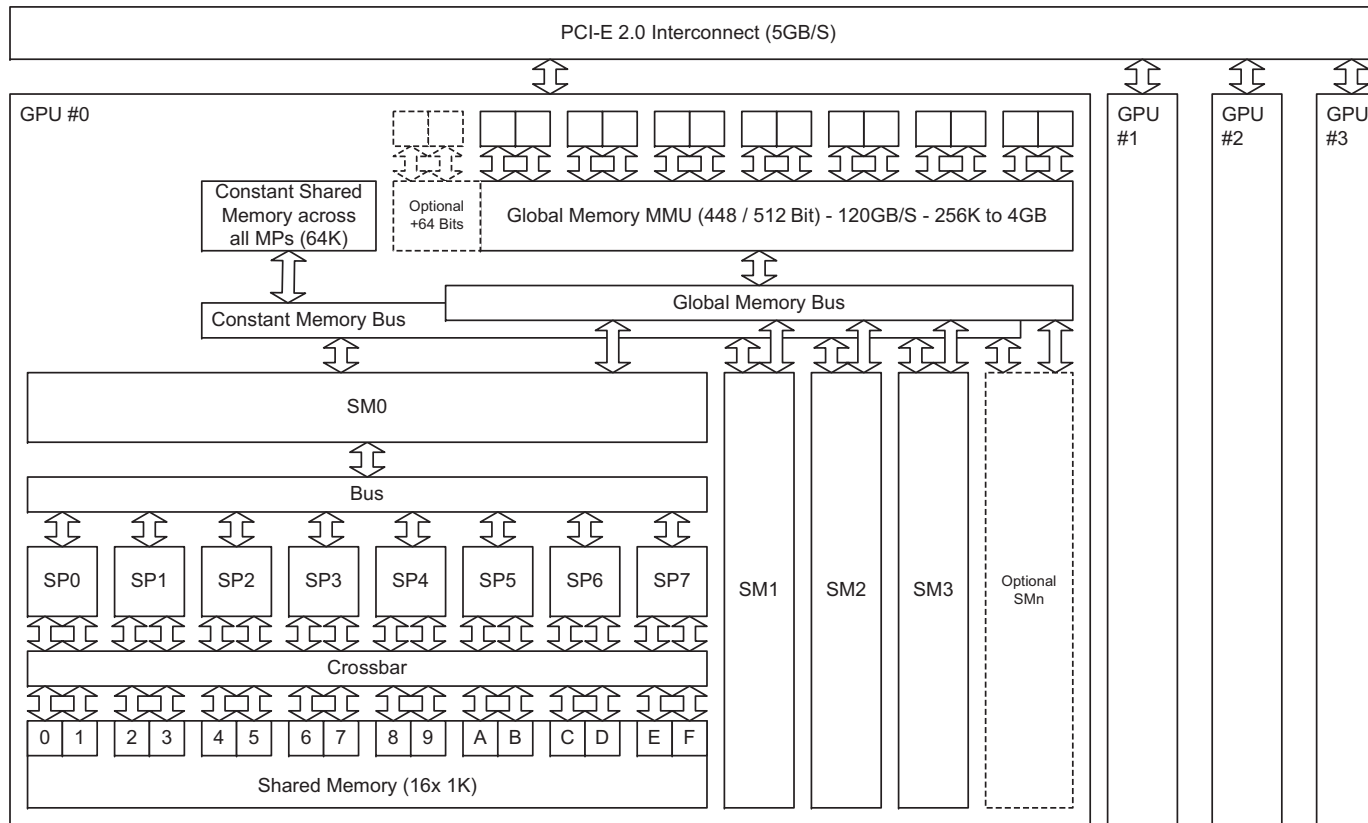 PCI-E 2.0 Interconnect (5GB/S)
GPU #0
GPU
#1
GPU
#2
GPU
#3
Constant Shared
Memory across
all MPs (64K)
Optional
+64 Bits
Global Memory MMU (448 / 512 Bit) - 120GB/S - 256K to 4GB
Global Memory Bus
Constant Memory Bus
SM0
Bus
SP0
SP1
SP2
SP3
SP4
SP5
SP6
SP7
SM1
SM2
SM3
Optional
SMn
Crossbar
0 1 2 3 4 5 6 7 8 9 A B C D E F
Shared Memory (16x 1K)